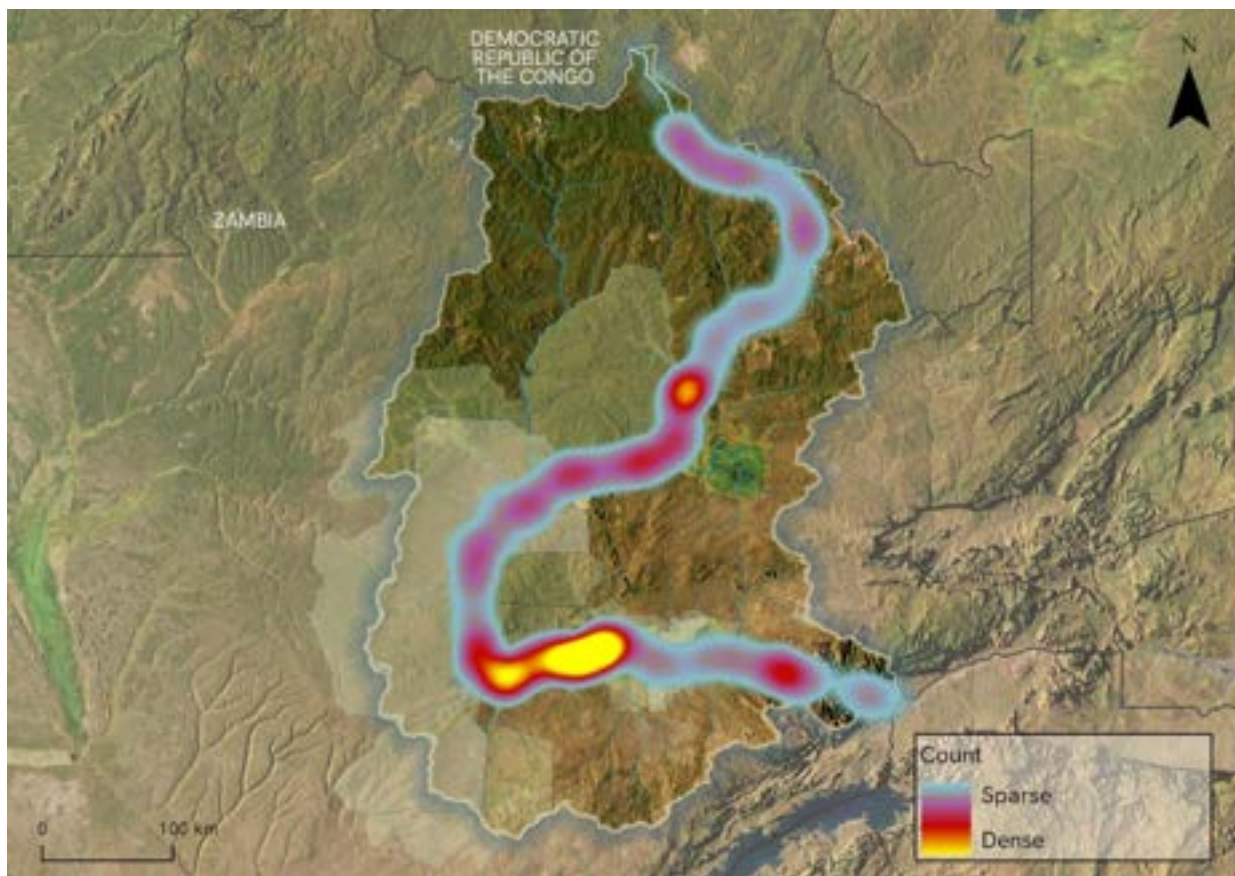 DEMOCRATIC
REPUBLIC OF
THE CONGO
N
ZAMBIA
Count
Sparse
Dense
0 100 km